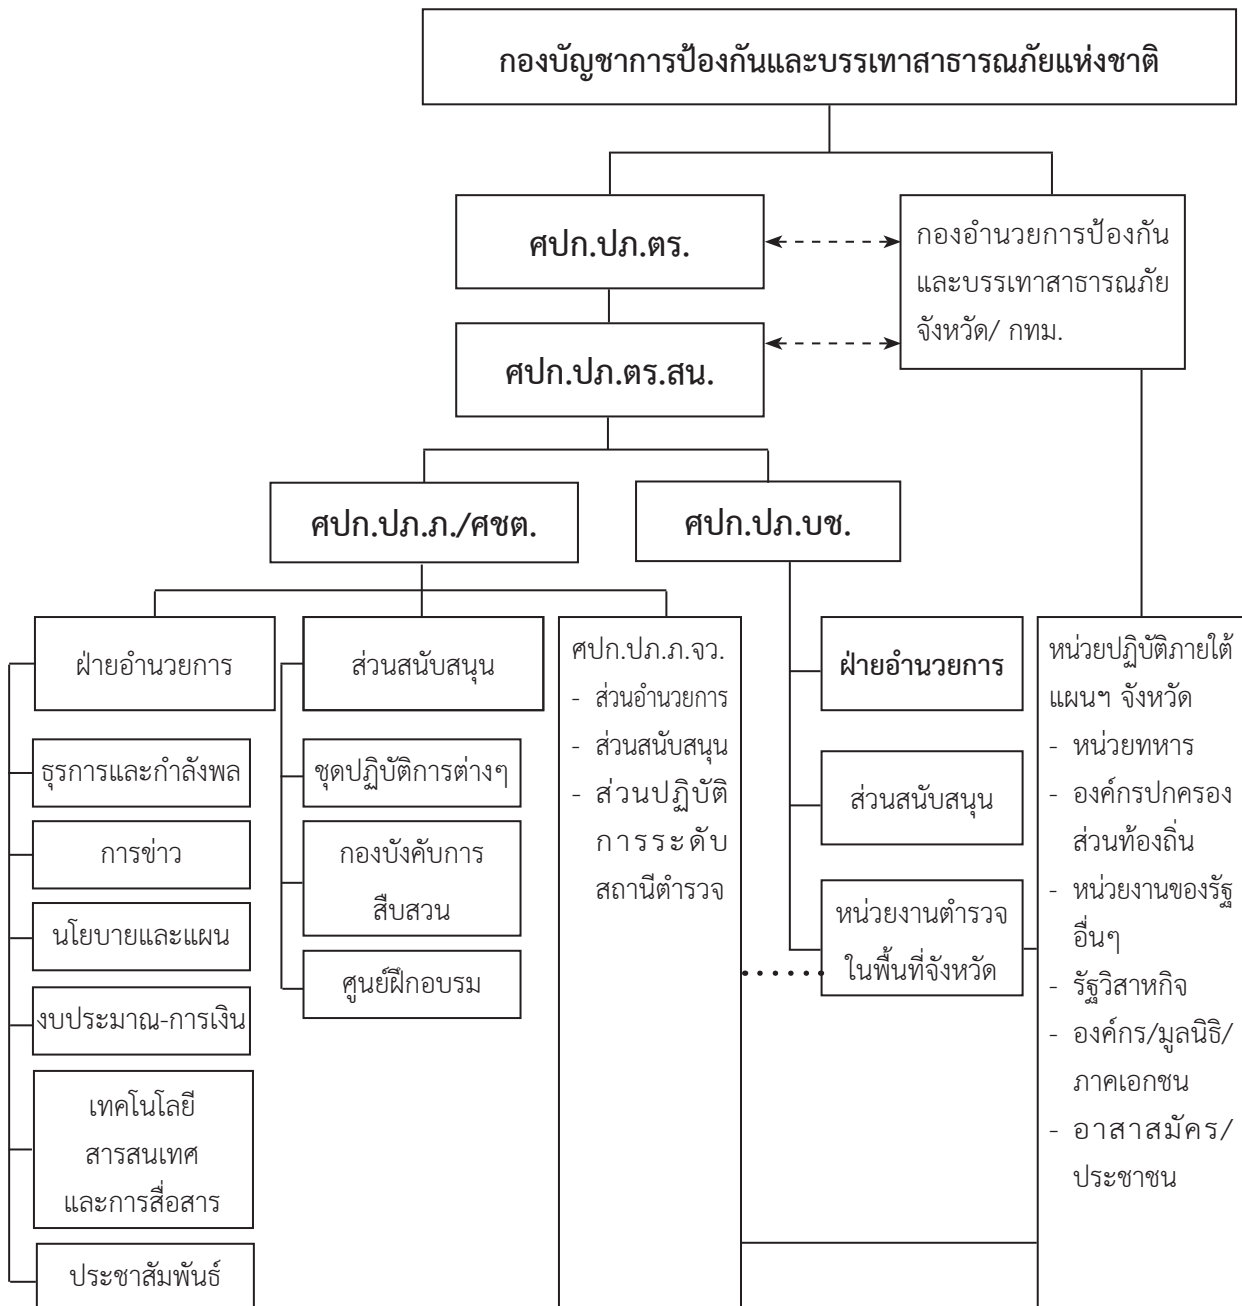 กองบัญชาการป้องกันและบรรเทาสาธารณภัยแห่งชาติ
ศปก.ปภ.ตร.
กองอำนวยการป้องกัน
และบรรเทาสาธารณภัย
จังหวัด/ กทม.
ศปก.ปภ.ตร.สน.
ศปก.ปภ.ภ./ศชต.
ศปก.ปภ.บช.
ฝ่ายอำนวยการ
ธุรการและกำลังพล
การข่าว
นโยบายและแผน
งบประมาณ-การเงิน
เทคโนโลยี
สารสนเทศ
และการสื่อสาร
ประชาสัมพันธ์
ส่วนสนับสนุน
ชุดปฏิบัติการต่างๆ
กองบังคับการ
สืบสวน
ศูนย์ฝึกอบรม
ศปก.ปภ.ภ.จว.
- ส่วนอำนวยการ
- ส่วนสนับสนุน
- ส่วนปฏิบัติ
การระดับ
สถานีตำรวจ
ฝ่ายอำนวยการ
ส่วนสนับสนุน
หน่วยงานตำรวจ
ในพื้นที่จังหวัด
หน่วยปฏิบัติภายใต้
แผนฯ จังหวัด
- หน่วยทหาร
- องค์กรปกครอง
ส่วนท้องถิ่น
- หน่วยงานของรัฐ
อื่นๆ
- รัฐวิสาหกิจ
- องค์กร/มูลนิธิ/
ภาคเอกชน
- อาสาสมัคร/
ประชาชน